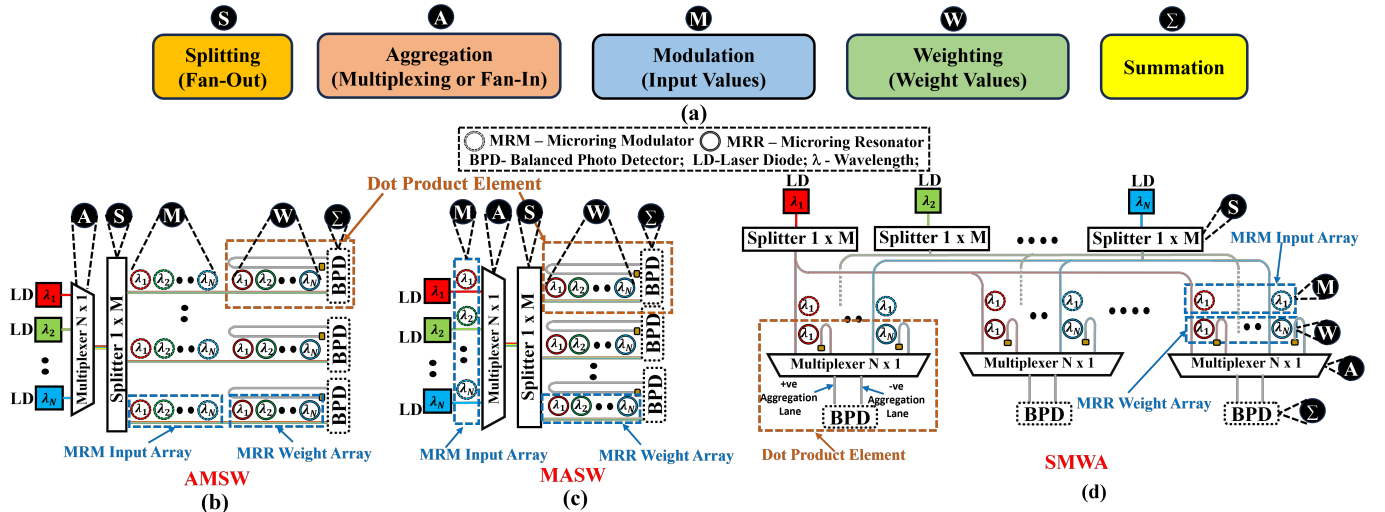 S
A
M
W
Σ
Splitting
(Fan-Out)
Aggregation
(Multiplexing or Fan-In)
Modulation
(Input Values)
Weighting
(Weight Values)
Summation
(a)
MRM – Microring Modulator MRR – Microring Resonator
BPD- Balanced Photo Detector; LD-Laser Diode; λ - Wavelength;
Dot Product Element
A
S
M
W
Σ
LD λ1
LD λ2
LD λN
Multiplexer N x 1
Splitter 1 x M
λ1 λ2 λN λ1 λ2 λN BPD
λ1 λ2 λN λ1 λ2 λN BPD
λ1 λ2 λN λ1 λ2 λN BPD
MRM Input Array
MRR Weight Array
AMSW
(b)
M
A
S
W
Σ
LD λ1 λ1
LD λ2 λ2
LD λN λN
Multiplexer N x 1
Splitter 1 x M
λ1 λ2 λN BPD
λ1 λ2 λN BPD
λ1 λ2 λN BPD
MRM Input Array
MRR Weight Array
MASW
(c)
LD
LD
LD
λ1
λ2
λN
S
Splitter 1 x M
Splitter 1 x M
Splitter 1 x M
MRM Input Array
λ1 λ1 λ1 λ1 λ1 λ1
M
λ1 λN λ1 λN λ1 λN
W
Multiplexer N x 1
Multiplexer N x 1
Multiplexer N x 1
A
+ve
Aggregation
Lane
-ve
Aggregation
Lane
MRR Weight Array
BPD
BPD
BPD
Σ
Dot Product Element
SMWA
(d)